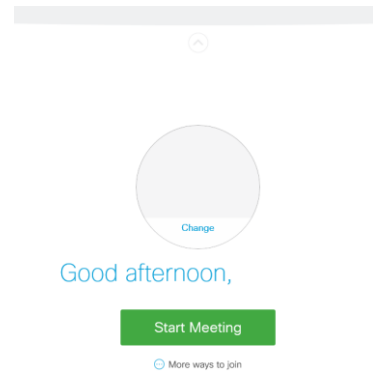 Change
Good afternoon,
Start Meeting
More ways to join